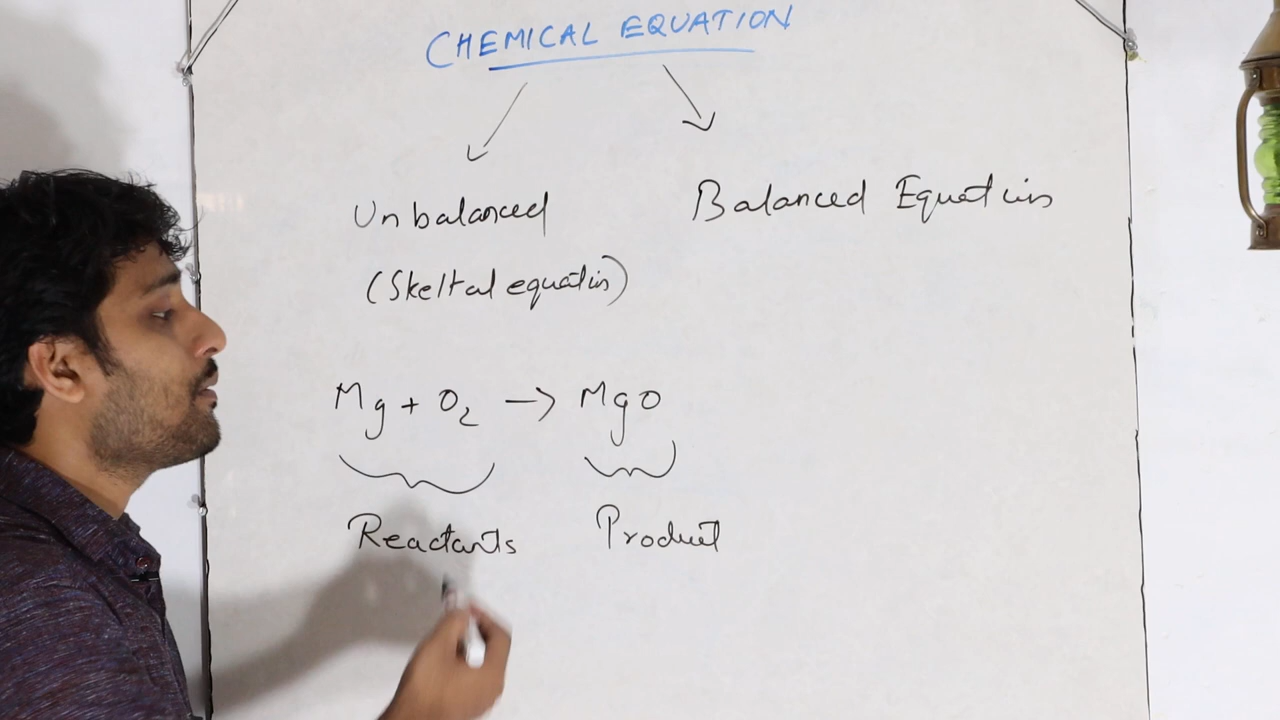 CHEMICAL EQUATION
Unbalanced
Balanced Equation
(Skeltal equation)
Mg + O₂ → MgO
Reactants
Product